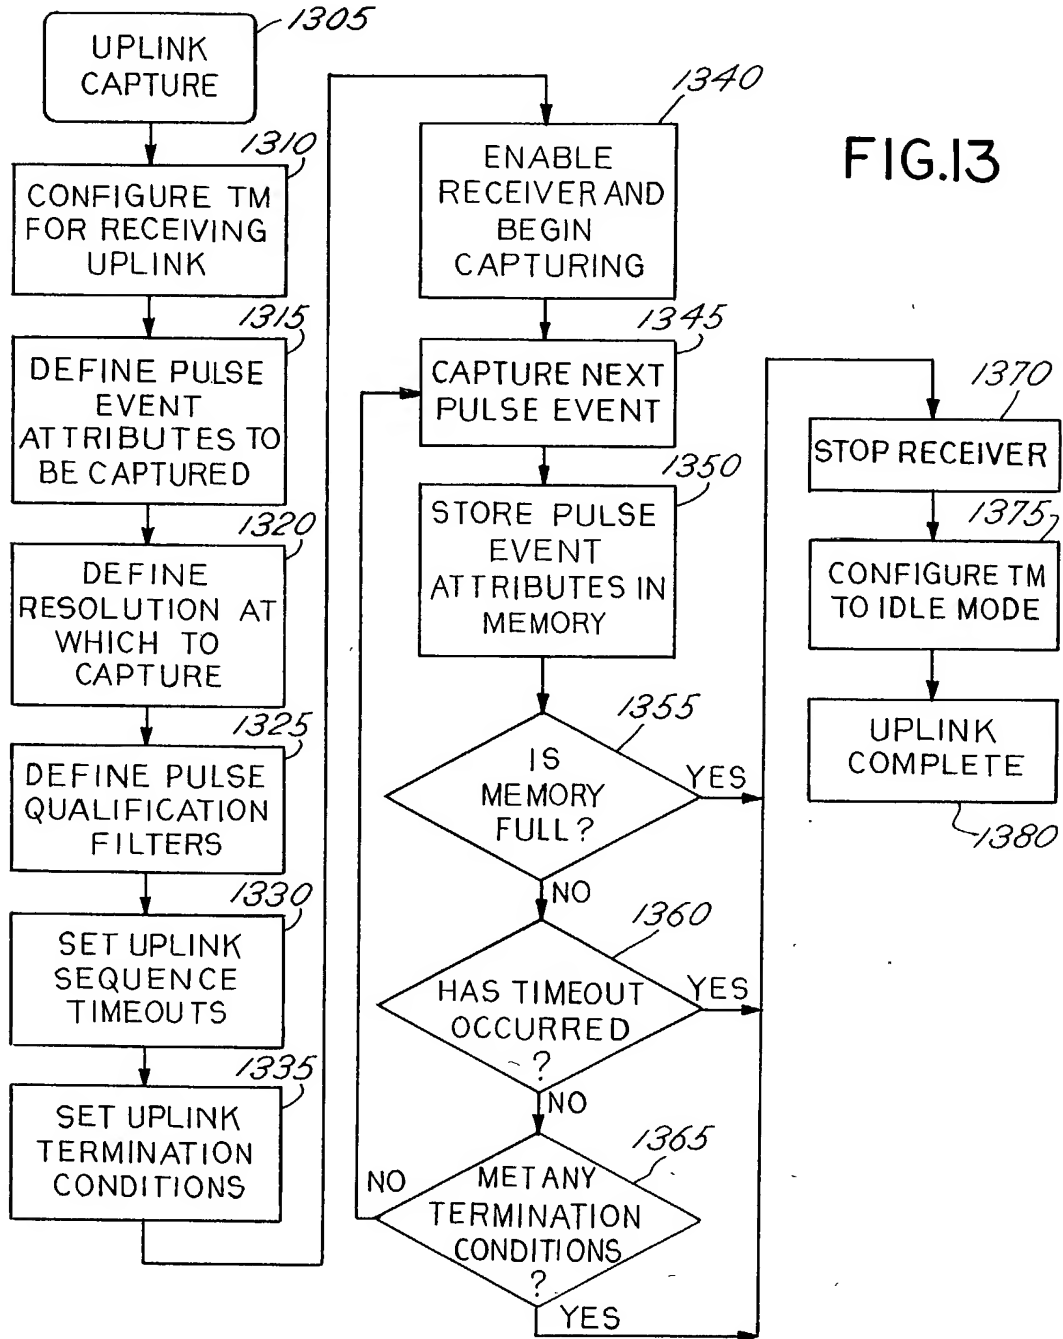 1305
UPLINK
CAPTURE
1310
CONFIGURE TM
FOR RECEIVING
UPLINK
1315
DEFINE PULSE
EVENT
ATTRIBUTES TO
BE CAPTURED
1320
DEFINE
RESOLUTION AT
WHICH TO
CAPTURE
1325
DEFINE PULSE
QUALIFICATION
FILTERS
1330
SET UPLINK
SEQUENCE
TIMEOUTS
1335
SET UPLINK
TERMINATION
CONDITIONS
1340
ENABLE
RECEIVER AND
BEGIN
CAPTURING
1345
CAPTURE NEXT
PULSE EVENT
1350
STORE PULSE
EVENT
ATTRIBUTES IN
MEMORY
1355
IS
MEMORY
FULL?
YES
NO
1360
HAS TIMEOUT
OCCURRED
?
YES
NO
1365
MET ANY
TERMINATION
CONDITIONS
?
NO
YES
FIG.13
1370
STOP RECEIVER
1375
CONFIGURE TM
TO IDLE MODE
UPLINK
COMPLETE
1380